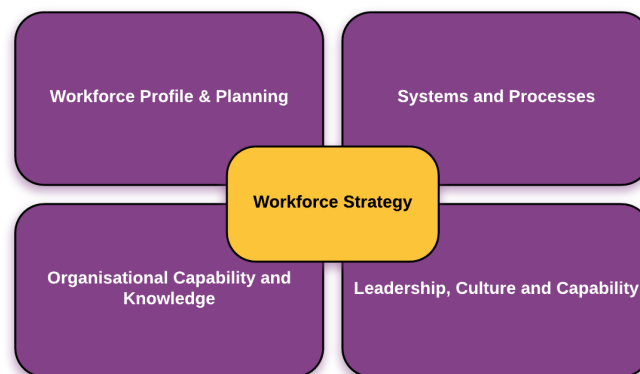 Workforce Profile & Planning
Systems and Processes
Workforce Strategy
Organisational Capability and
Knowledge
Leadership, Culture and Capability